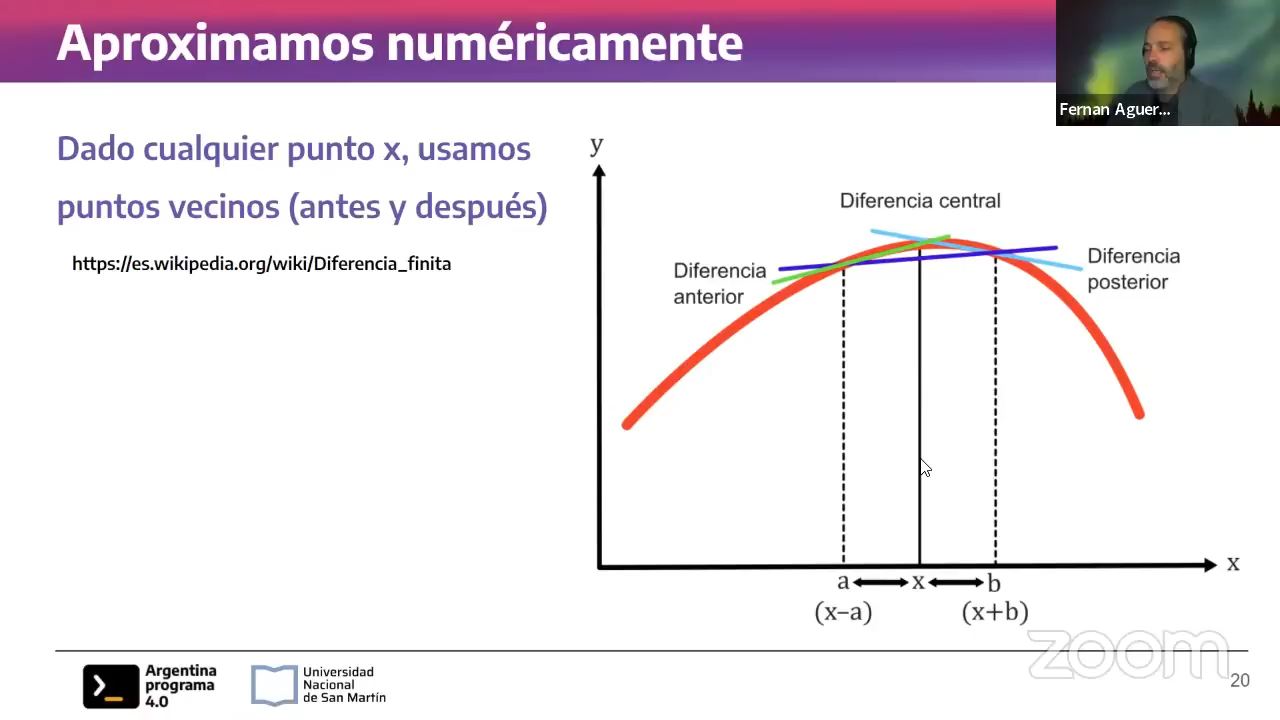 Aproximamos numéricamente
Fernan Aguer...
Dado cualquier punto x, usamos
puntos vecinos (antes y después)
https://es.wikipedia.org/wiki/Diferencia_finita
y
Diferencia central
Diferencia
anterior
Diferencia
posterior
x
a
x
b
(x–a)
(x+b)
zoom
Argentina
programa
4.0
Universidad
Nacional
de San Martín
20